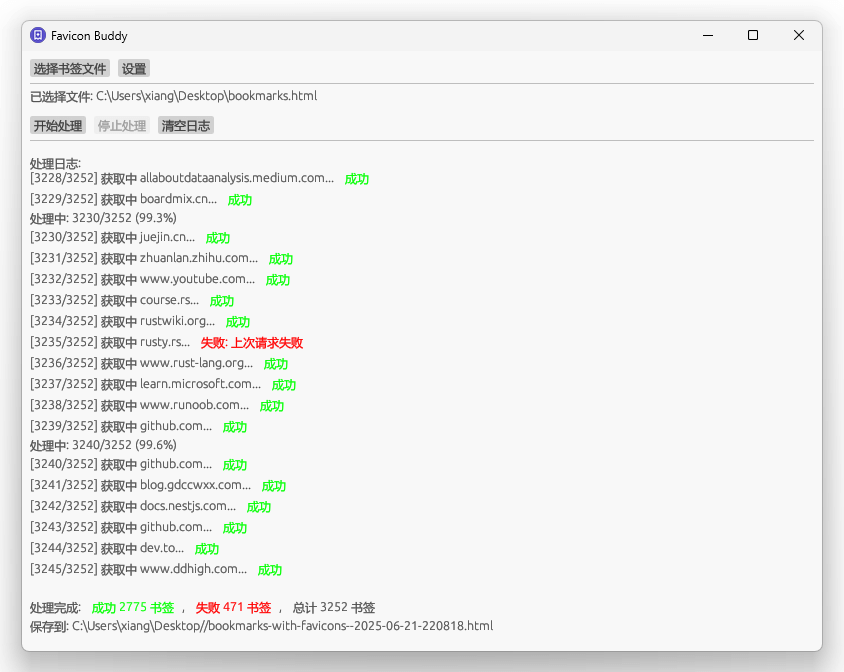 Favicon Buddy
选择书签文件 设置
已选择文件: C:\Users\xiang\Desktop\bookmarks.html
开始处理 停止处理 清空日志
处理日志:
[3228/3252] 获取中 allaboutdataanalysis.medium.com... 成功
[3229/3252] 获取中 boardmix.cn... 成功
处理中: 3230/3252 (99.3%)
[3230/3252] 获取中 juejin.cn... 成功
[3231/3252] 获取中 zhuanlan.zhihu.com... 成功
[3232/3252] 获取中 www.youtube.com... 成功
[3233/3252] 获取中 course.rs... 成功
[3234/3252] 获取中 rustwiki.org... 成功
[3235/3252] 获取中 rusty.rs... 失败: 上次请求失败
[3236/3252] 获取中 www.rust-lang.org... 成功
[3237/3252] 获取中 learn.microsoft.com... 成功
[3238/3252] 获取中 www.runoob.com... 成功
[3239/3252] 获取中 github.com... 成功
处理中: 3240/3252 (99.6%)
[3240/3252] 获取中 github.com... 成功
[3241/3252] 获取中 blog.gdccwxx.com... 成功
[3242/3252] 获取中 docs.nestjs.com... 成功
[3243/3252] 获取中 github.com... 成功
[3244/3252] 获取中 dev.to... 成功
[3245/3252] 获取中 www.ddhigh.com... 成功
处理完成: 成功 2775 书签 , 失败 471 书签 , 总计 3252 书签
保存到: C:\Users\xiang\Desktop//bookmarks-with-favicons--2025-06-21-220818.html